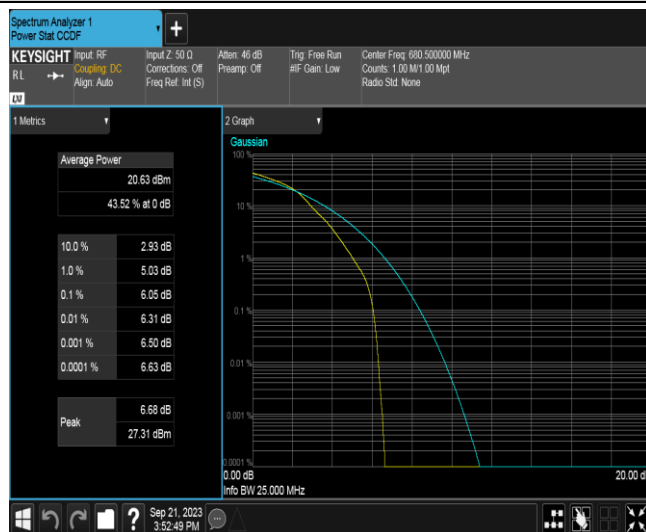 Spectrum Analyzer 1
Power Stat CCDF
KEYSIGHT
RL
Input: RF
Coupling: DC
Align: Auto
Input Z: 50 Ω
Corrections: Off
Freq Ref: Int (S)
Atten: 46 dB
Preamp: Off
Trig: Free Run
#IF Gain: Low
Center Freq: 680.500000 MHz
Counts: 1.00 M/1.00 Mpt
Radio Std: None
LXI
1 Metrics
Average Power
20.63 dBm
43.52 % at 0 dB
10.0 % 2.93 dB
1.0 % 5.03 dB
0.1 % 6.05 dB
0.01 % 6.31 dB
0.001 % 6.50 dB
0.0001 % 6.63 dB
Peak
6.68 dB
27.31 dBm
2 Graph
Gaussian
100 %
10 %
1 %
0.1 %
0.01 %
0.001 %
0.0001 %
0.00 dB
20.00 d
Info BW 25.000 MHz
?
Sep 21, 2023
3:52:49 PM